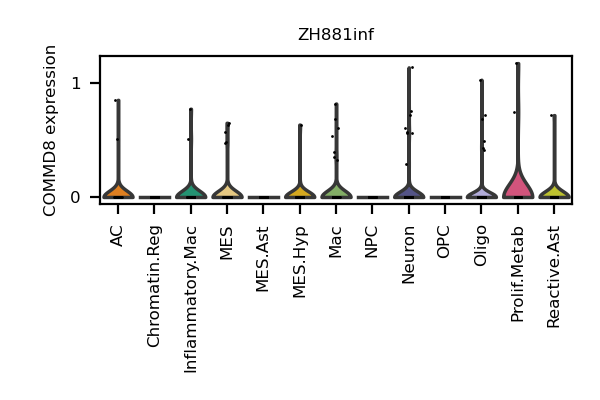 ZH881inf
COMMD8 expression
1
0
AC
Chromatin.Reg
Inflammatory.Mac
MES
MES.Ast
MES.Hyp
Mac
NPC
Neuron
OPC
Oligo
Prolif.Metab
Reactive.Ast